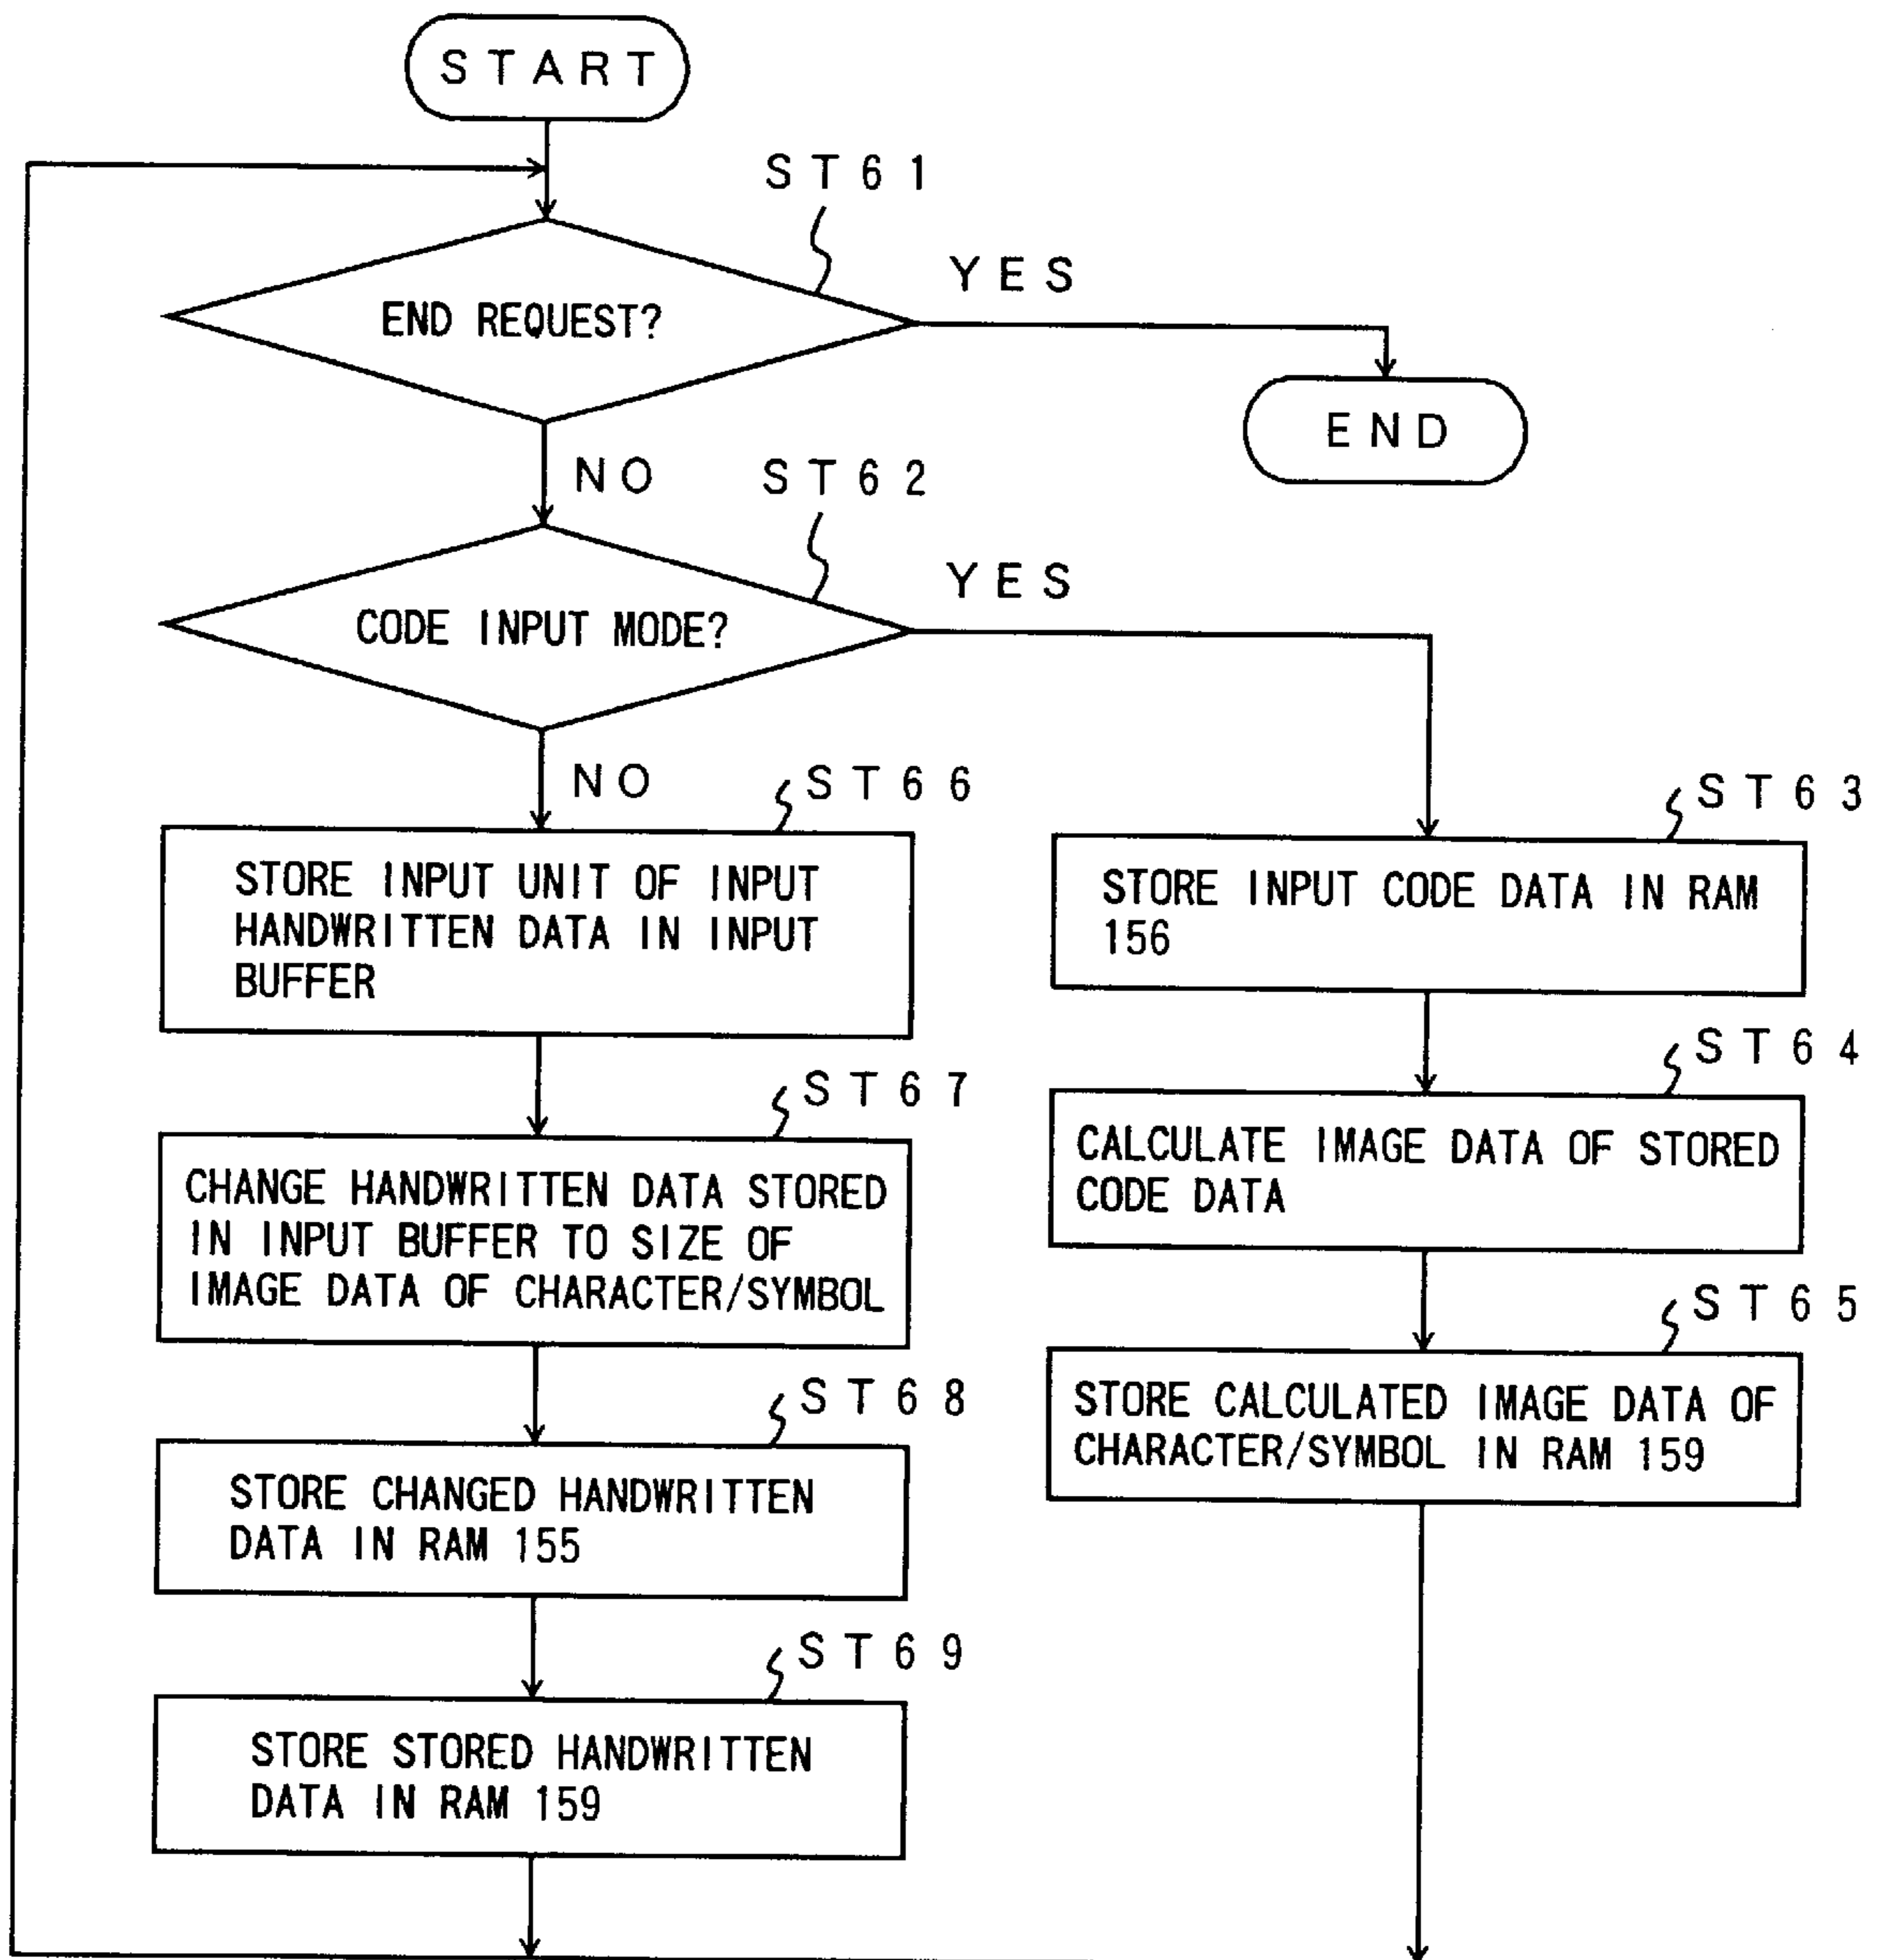 START
ST61
END REQUEST?
YES
END
NO
ST62
CODE INPUT MODE?
YES
NO
ST66
STORE INPUT UNIT OF INPUT
HANDWRITTEN DATA IN INPUT
BUFFER
ST67
CHANGE HANDWRITTEN DATA STORED
IN INPUT BUFFER TO SIZE OF
IMAGE DATA OF CHARACTER/SYMBOL
ST68
STORE CHANGED HANDWRITTEN
DATA IN RAM 155
ST69
STORE STORED HANDWRITTEN
DATA IN RAM 159
ST63
STORE INPUT CODE DATA IN RAM
156
ST64
CALCULATE IMAGE DATA OF STORED
CODE DATA
ST65
STORE CALCULATED IMAGE DATA OF
CHARACTER/SYMBOL IN RAM 159